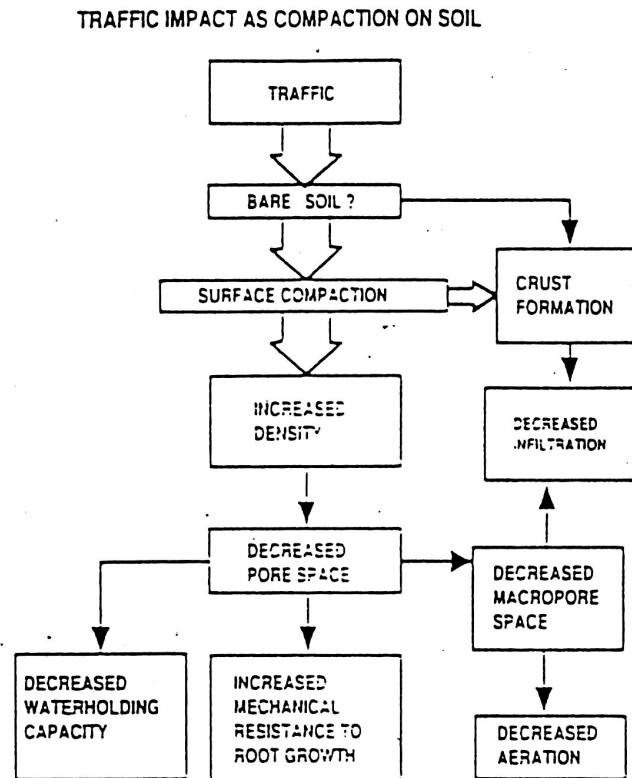 TRAFFIC IMPACT AS COMPACTION ON SOIL
TRAFFIC
BARE SOIL ?
SURFACE COMPACTION
CRUST
FORMATION
INCREASED
DENSITY
DECREASED
INFILTRATION
DECREASED
PORE SPACE
DECREASED
MACROPORE
SPACE
DECREASED
WATERHOLDING
CAPACITY
INCREASED
MECHANICAL
RESISTANCE TO
ROOT GROWTH
DECREASED
AERATION